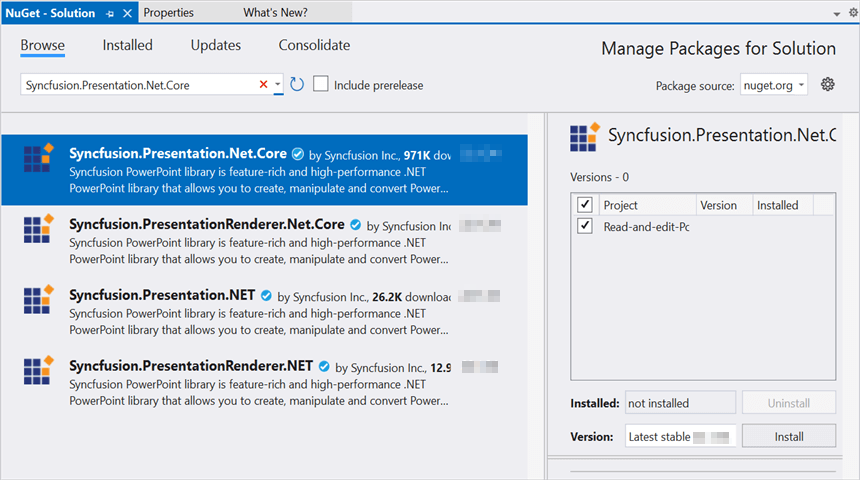 NuGet - Solution
Properties
What's New?
Browse
Installed
Updates
Consolidate
Manage Packages for Solution
Syncfusion.Presentation.Net.Core
Include prerelease
Package source: nuget.org
Syncfusion.Presentation.Net.Core by Syncfusion Inc., 971K dow
Syncfusion PowerPoint library is feature-rich and high-performance .NET
PowerPoint library that allows you to create, manipulate and convert Power...
Syncfusion.PresentationRenderer.Net.Core by Syncfusion Inc
Syncfusion PowerPoint library is feature-rich and high-performance .NET
PowerPoint library that allows you to create, manipulate and convert Power...
Syncfusion.Presentation.NET by Syncfusion Inc., 26.2K download
Syncfusion PowerPoint library is feature-rich and high-performance .NET
PowerPoint library that allows you to create, manipulate and convert Power...
Syncfusion.PresentationRenderer.NET by Syncfusion Inc., 12.9
Syncfusion PowerPoint library is feature-rich and high-performance .NET
PowerPoint library that allows you to create, manipulate and convert Power...
Syncfusion.Presentation.Net.C
Versions - 0
Project Version Installed
Read-and-edit-Pc
Installed: not installed Uninstall
Version: Latest stable Install